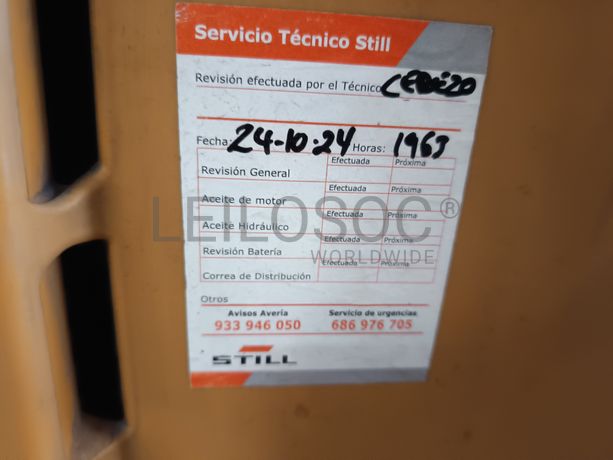 Servicio Técnico Still
Revisión efectuada por el Técnico
Fecha: 24-10-24 Horas: 1963
Efectuada Próxima
Revisión General
Efectuada Próxima
Aceite de motor
Efectuada Próxima
Aceite Hidráulico
Efectuada Próxima
Revisión Batería
Efectuada Próxima
Correa de Distribución
Otros
Avisos Avería Servicio de urgencias
933 946 050 686 976 705
STILL
LEILOSOC®
WORLDWIDE